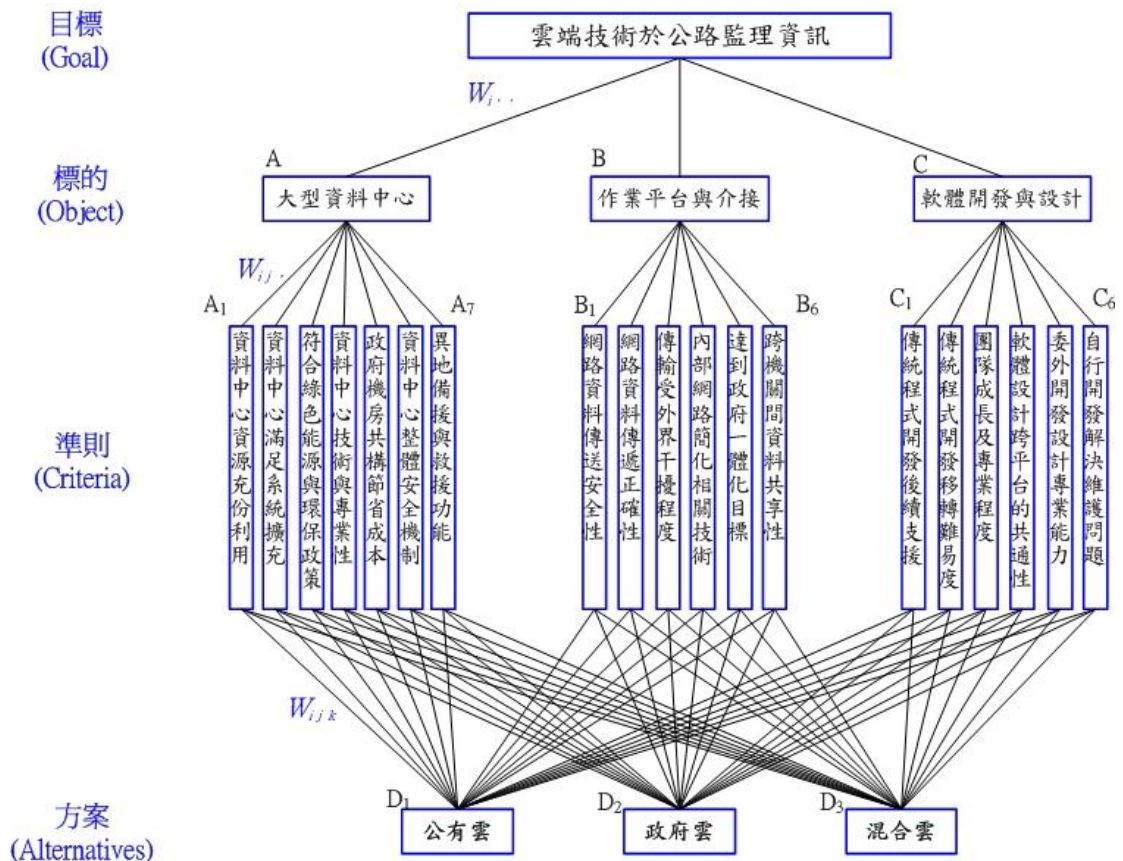 目標
(Goal)
雲端技術於公路監理資訊
W i . .
標的
(Object)
A
大型資料中心
B
作業平台與介接
C
軟體開發與設計
W i j .
準則
(Criteria)
A1
A7
資料中心資源充份利用
資料中心滿足系統擴充
符合綠色能源與環保政策
資料中心技術與專業性
政府機房共構節省成本
資料中心整體安全機制
異地備援與救援功能
B1
B6
網路資料傳送安全性
網路資料傳遞正確性
傳輸受外界干擾程度
內部網路簡化相關技術
達到政府一體化目標
跨機關間資料共享性
C1
C6
傳統程式開發後續支援
傳統程式開發移轉難易度
團隊成長及專業程度
軟體設計跨平台的共通性
委外開發設計專業能力
自行開發解決維護問題
W i j k
方案
(Alternatives)
D1
公有雲
D2
政府雲
D3
混合雲